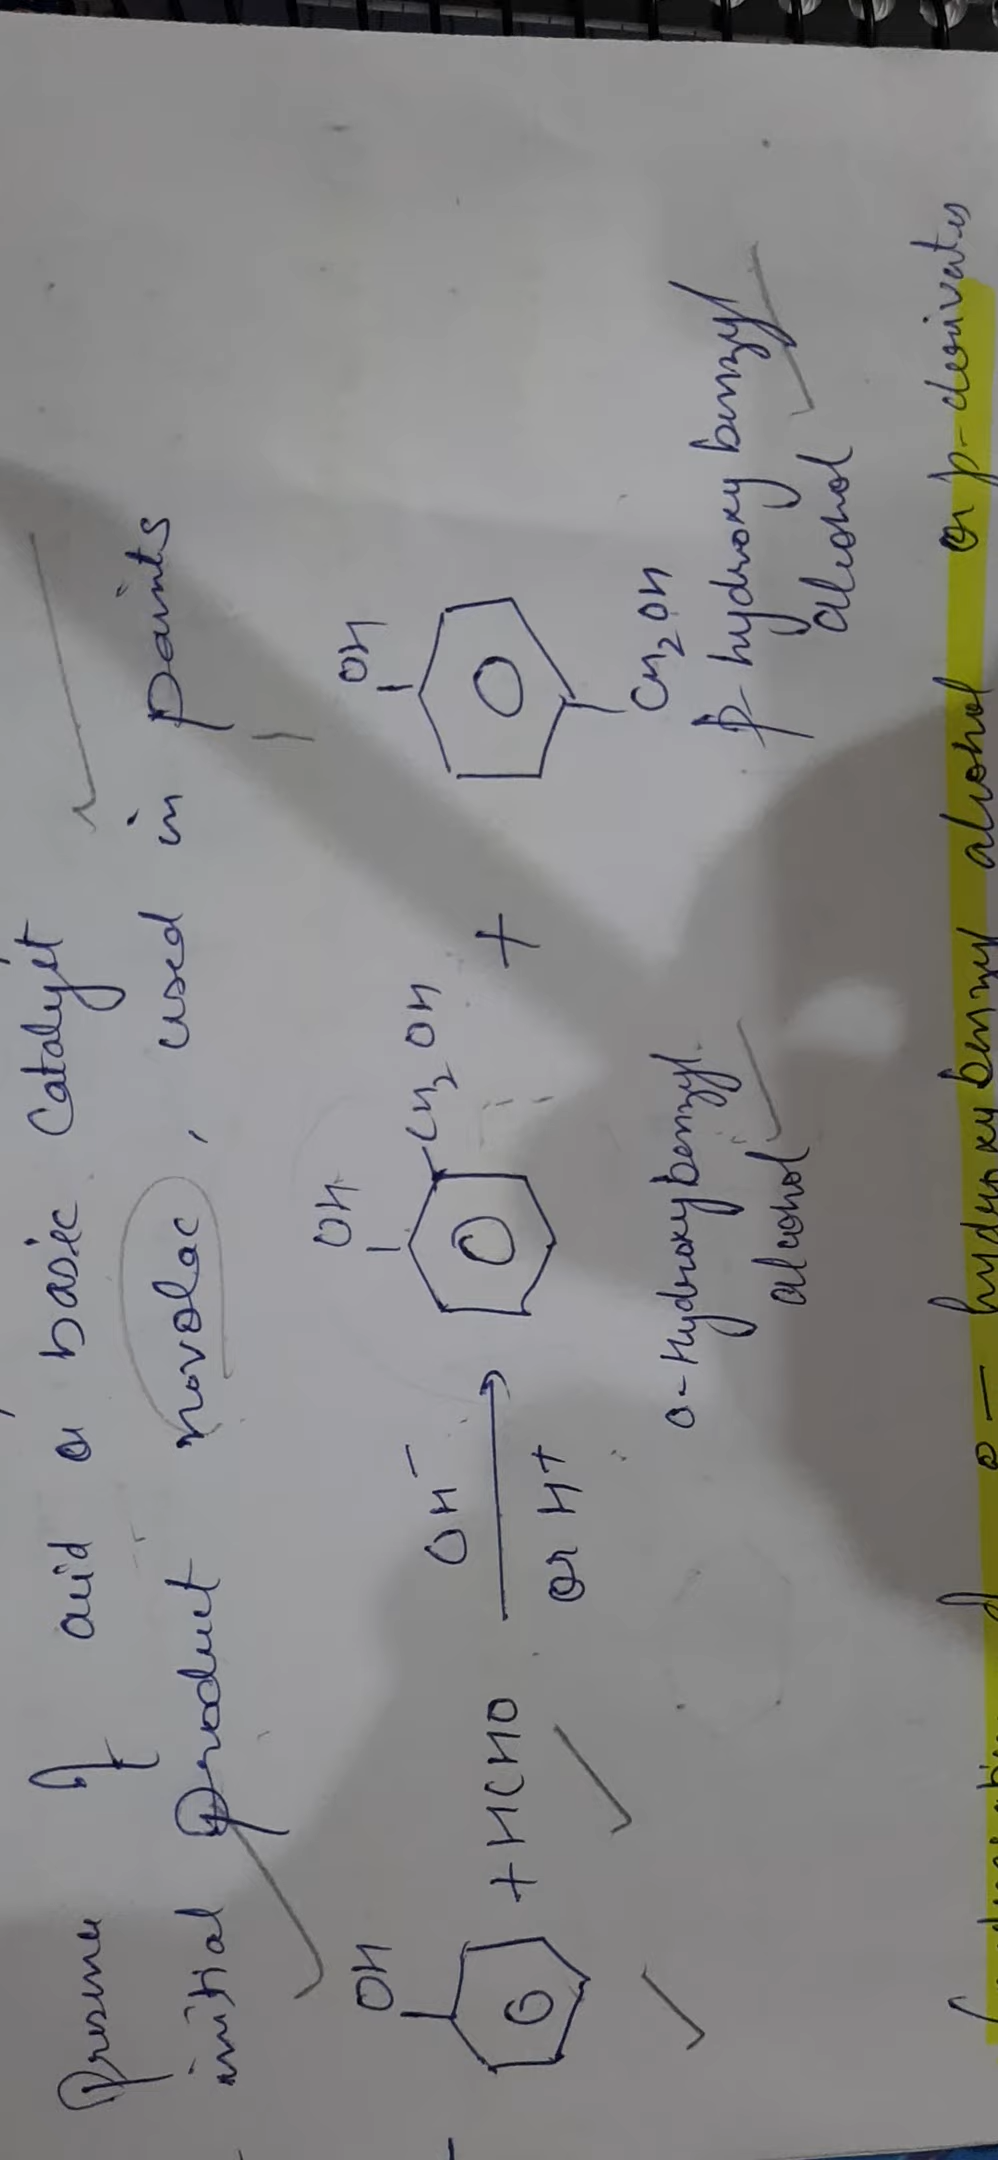 Presence of acid or basic catalyst
initial product novolac, used in paints
OH
+ HCHO
OH-
or H+
OH
CH2OH
+
OH
CH2OH
o-Hydroxybenzyl alcohol
p-hydroxy benzyl alcohol
o- hydroxy benzyl alcohol or p-derivates